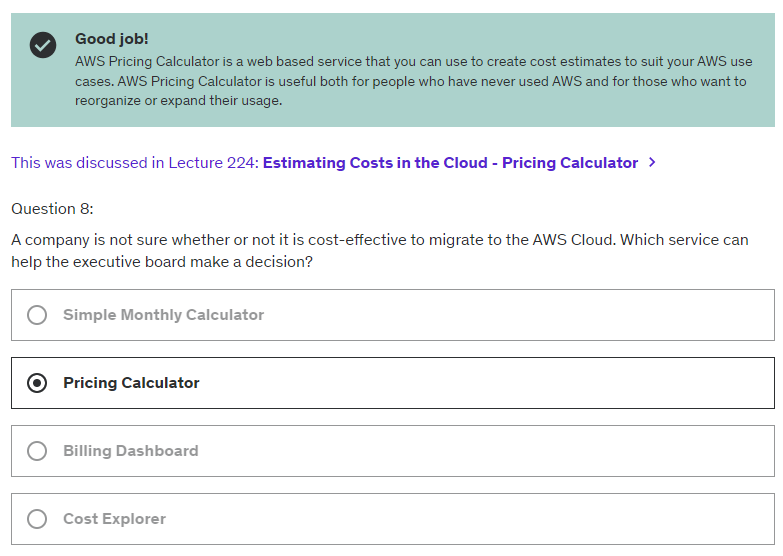 Good job!
AWS Pricing Calculator is a web based service that you can use to create cost estimates to suit your AWS use
cases. AWS Pricing Calculator is useful both for people who have never used AWS and for those who want to
reorganize or expand their usage.
This was discussed in Lecture 224: Estimating Costs in the Cloud - Pricing Calculator >
Question 8:
A company is not sure whether or not it is cost-effective to migrate to the AWS Cloud. Which service can
help the executive board make a decision?
Simple Monthly Calculator
Pricing Calculator
Billing Dashboard
Cost Explorer